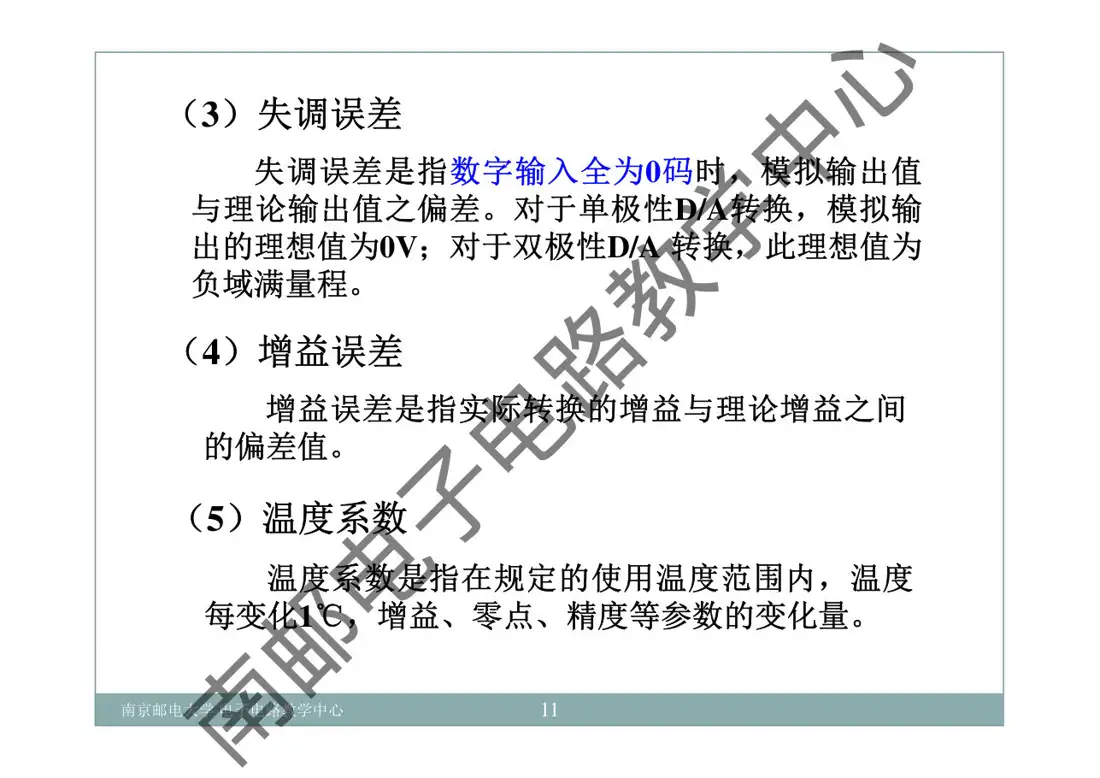 （3）失调误差
失调误差是指数字输入全为0码时，模拟输出值
与理论输出值之偏差。对于单极性D/A转换，模拟输
出的理想值为0V；对于双极性D/A 转换，此理想值为
负域满量程。
（4）增益误差
增益误差是指实际转换的增益与理论增益之间
的偏差值。
（5）温度系数
温度系数是指在规定的使用温度范围内，温度
每变化1℃，增益、零点、精度等参数的变化量。
南京邮电大学 电子电路教学中心
11
南邮电子电路教学中心